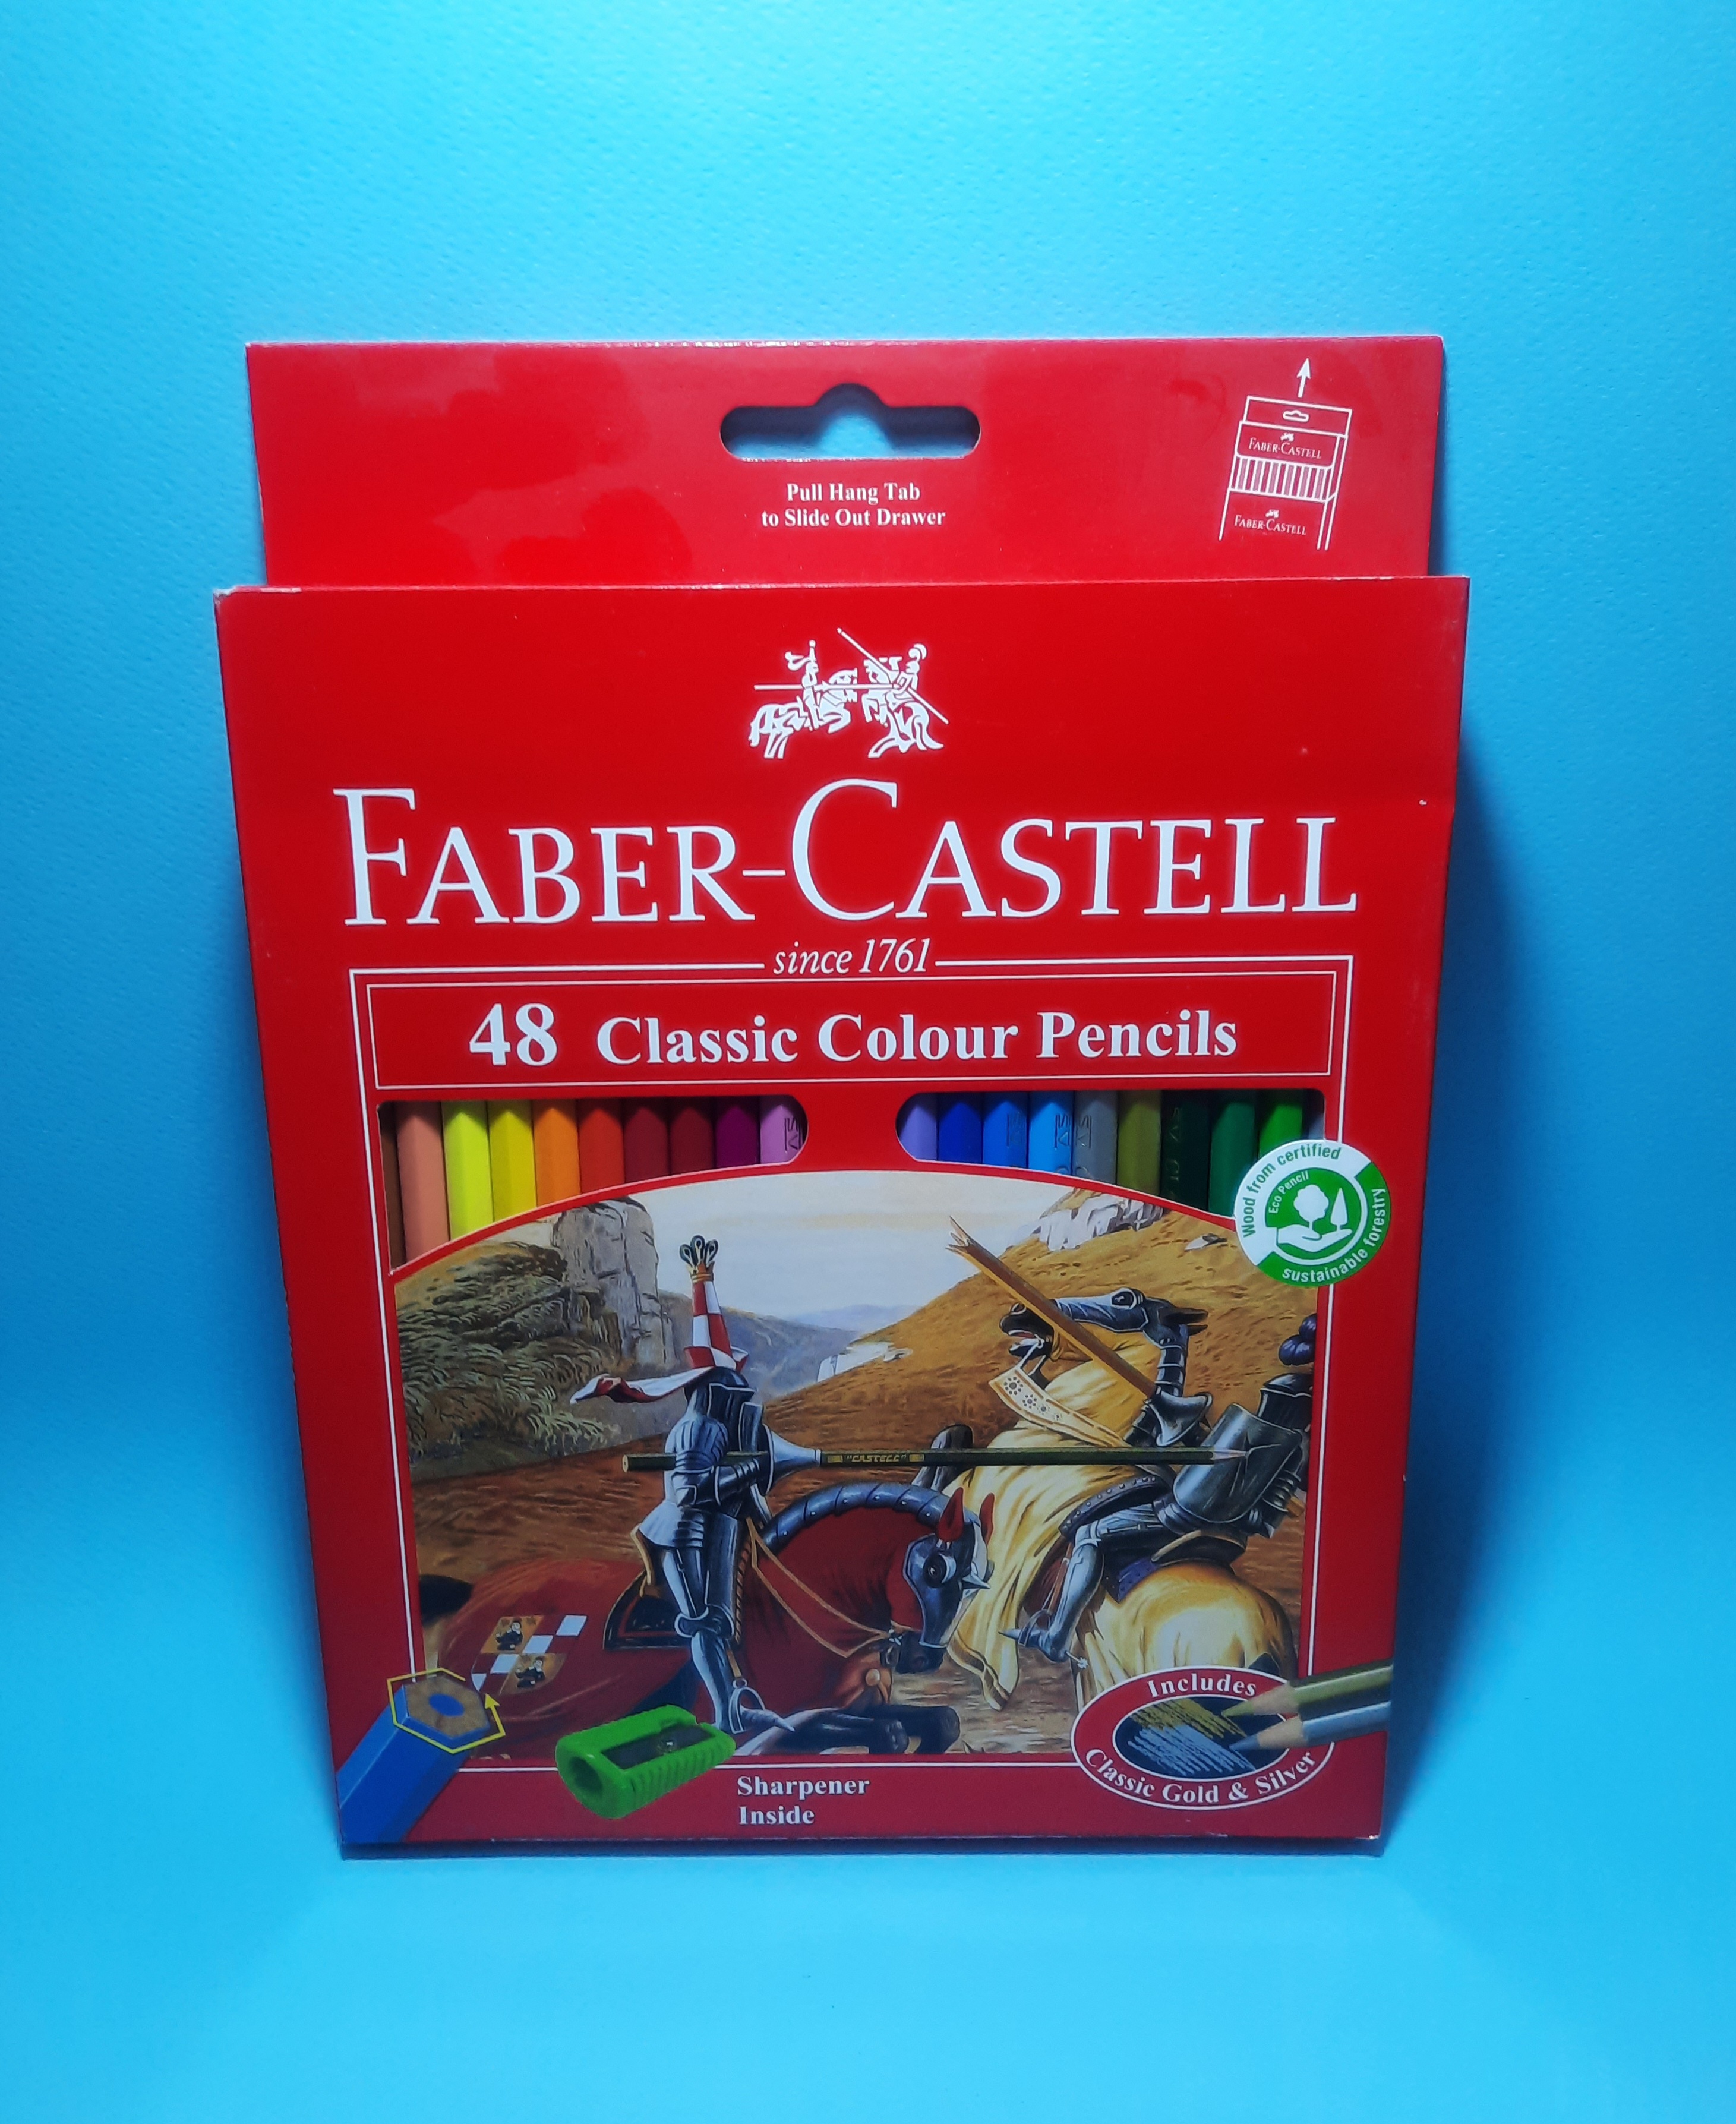 Pull Hang Tab
to Slide Out Drawer
FABER-CASTELL
FABER-CASTELL
FABER-CASTELL
since 1761
48 Classic Colour Pencils
Wood from certified
Eco Pencil
sustainable forestry
"CASTELL"
Includes
Classic Gold & Silver
Sharpener
Inside